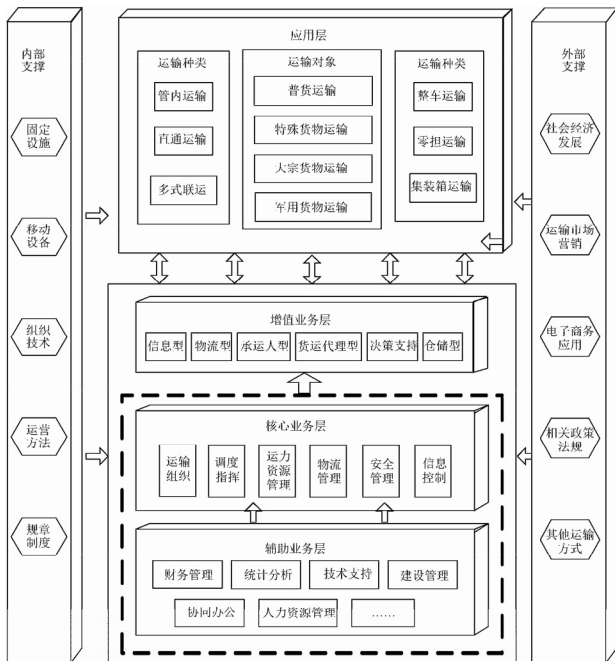 内部
支撑
固定
设施
移动
设备
组织
技术
运营
方法
规章
制度
应用层
运输种类
管内运输
直通运输
多式联运
运输对象
普货运输
特殊货物运输
大宗货物运输
军用货物运输
运输种类
整车运输
零担运输
集装箱运输
增值业务层
信息型
物流型
承运人型
货运代理型
决策支持
仓储型
核心业务层
运输
组织
调度
指挥
运力
资源
管理
物流
管理
安全
管理
信息
控制
辅助业务层
财务管理
统计分析
技术支持
建设管理
协同办公
人力资源管理
……
外部
支撑
社会经济
发展
运输市场
营销
电子商务
应用
相关政策
法规
其他运输
方式